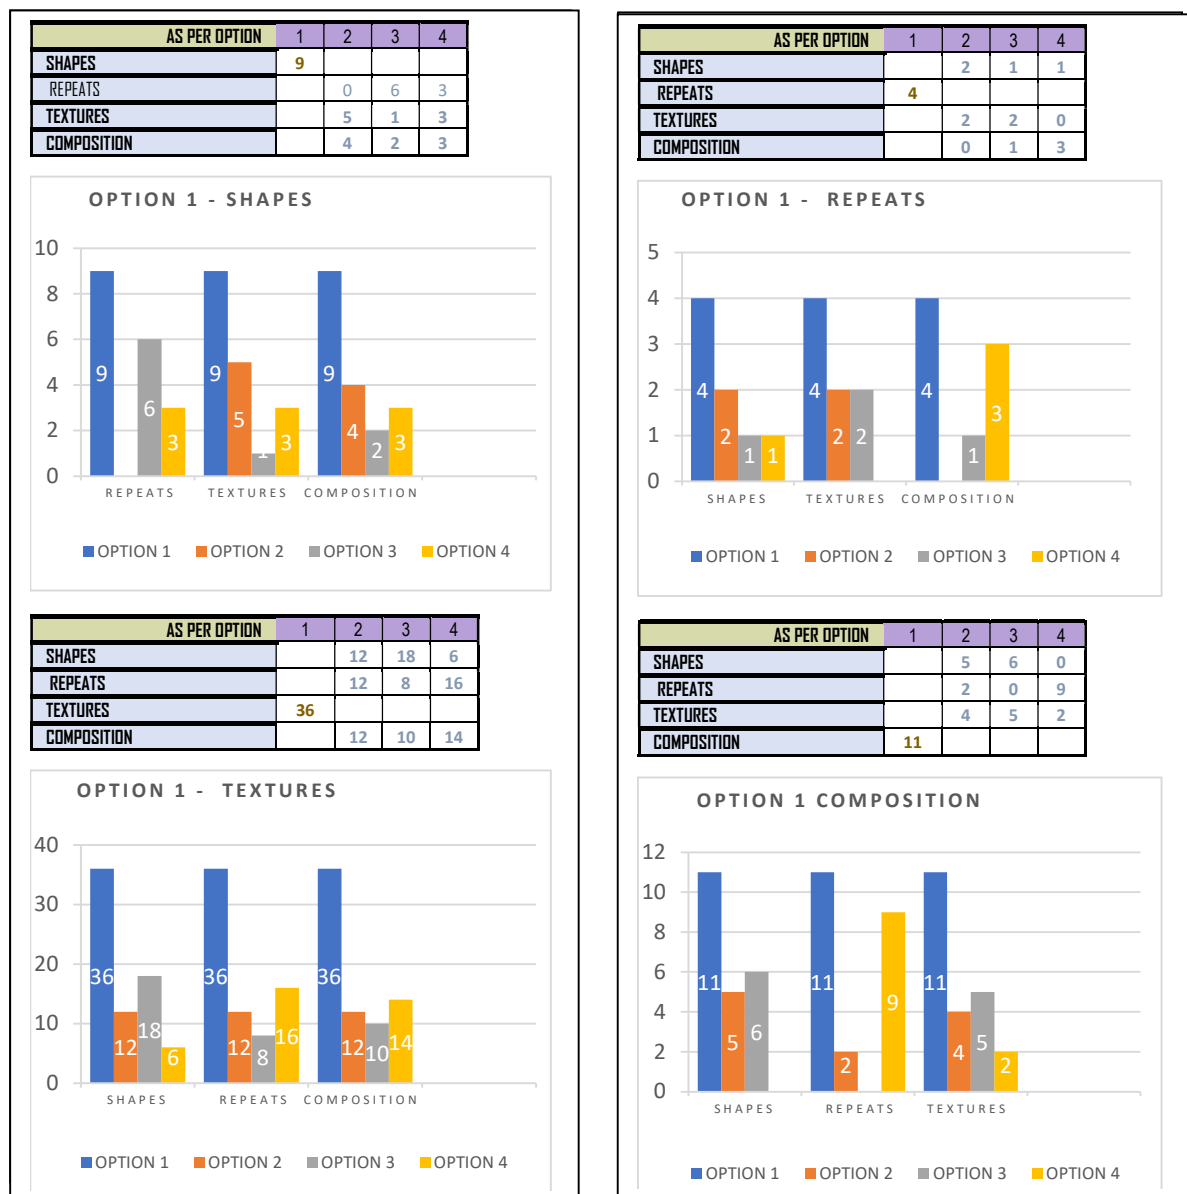 AS PER OPTION 1 2 3 4
SHAPES 9
REPEATS 0 6 3
TEXTURES 5 1 3
COMPOSITION 4 2 3
OPTION 1 - SHAPES
10
8
6
4
2
0
9 6 3
9 5 1 3
9 4 2 3
REPEATS TEXTURES COMPOSITION
OPTION 1 OPTION 2 OPTION 3 OPTION 4
AS PER OPTION 1 2 3 4
SHAPES 2 1 1
REPEATS 4
TEXTURES 2 2 0
COMPOSITION 0 1 3
OPTION 1 - REPEATS
5
4
3
2
1
0
4 2 1 1
4 2 2
4 1 3
SHAPES TEXTURES COMPOSITION
OPTION 1 OPTION 2 OPTION 3 OPTION 4
AS PER OPTION 1 2 3 4
SHAPES 12 18 6
REPEATS 12 8 16
TEXTURES 36
COMPOSITION 12 10 14
OPTION 1 - TEXTURES
40
30
20
10
0
36 12 18 6
36 12 8 16
36 12 10 14
SHAPES REPEATS COMPOSITION
OPTION 1 OPTION 2 OPTION 3 OPTION 4
AS PER OPTION 1 2 3 4
SHAPES 5 6 0
REPEATS 2 0 9
TEXTURES 4 5 2
COMPOSITION 11
OPTION 1 COMPOSITION
12
10
8
6
4
2
0
11 5 6
11 2 9
11 4 5 2
SHAPES REPEATS TEXTURES
OPTION 1 OPTION 2 OPTION 3 OPTION 4